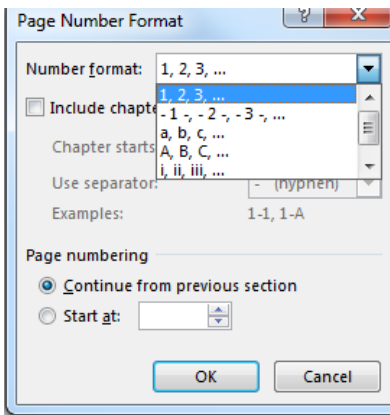 Page Number Format
Number format: 1, 2, 3, ...
1, 2, 3, ...
Include chapte
- 1 -, - 2 -, - 3 -, ...
a, b, c, ...
Chapter starts
A, B, C, ...
i, ii, iii, ...
Use separator: - (hyphen)
Examples: 1-1, 1-A
Page numbering
Continue from previous section
Start at:
OK Cancel